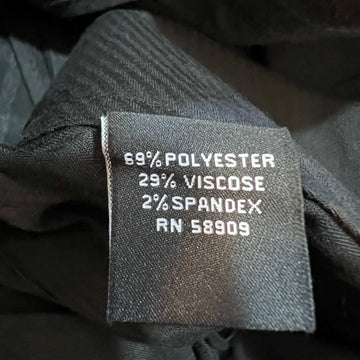 69% POLYESTER
29% VISCOSE
2% SPANDEX
RN 58909